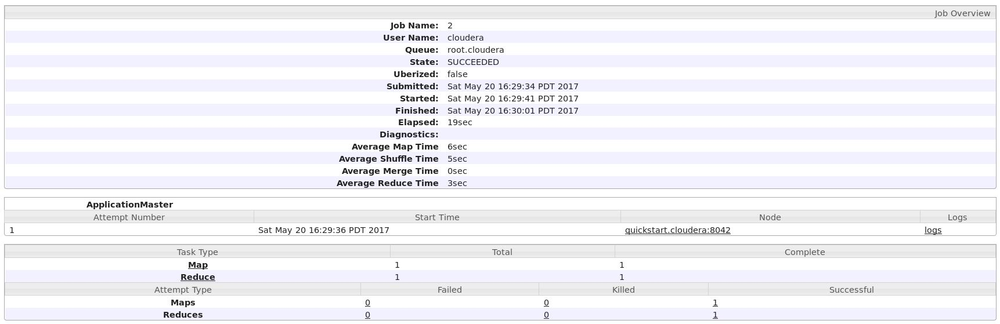 Job Overview
Job Name: 2
User Name: cloudera
Queue: root.cloudera
State: SUCCEEDED
Uberized: false
Submitted: Sat May 20 16:29:34 PDT 2017
Started: Sat May 20 16:29:41 PDT 2017
Finished: Sat May 20 16:30:01 PDT 2017
Elapsed: 19sec
Diagnostics:
Average Map Time 6sec
Average Shuffle Time 5sec
Average Merge Time 0sec
Average Reduce Time 3sec
ApplicationMaster
Attempt Number Start Time Node Logs
1 Sat May 20 16:29:36 PDT 2017 quickstart.cloudera:8042 logs
Task Type Total Complete
Map 1 1
Reduce 1 1
Attempt Type Failed Killed Successful
Maps 0 0 1
Reduces 0 0 1